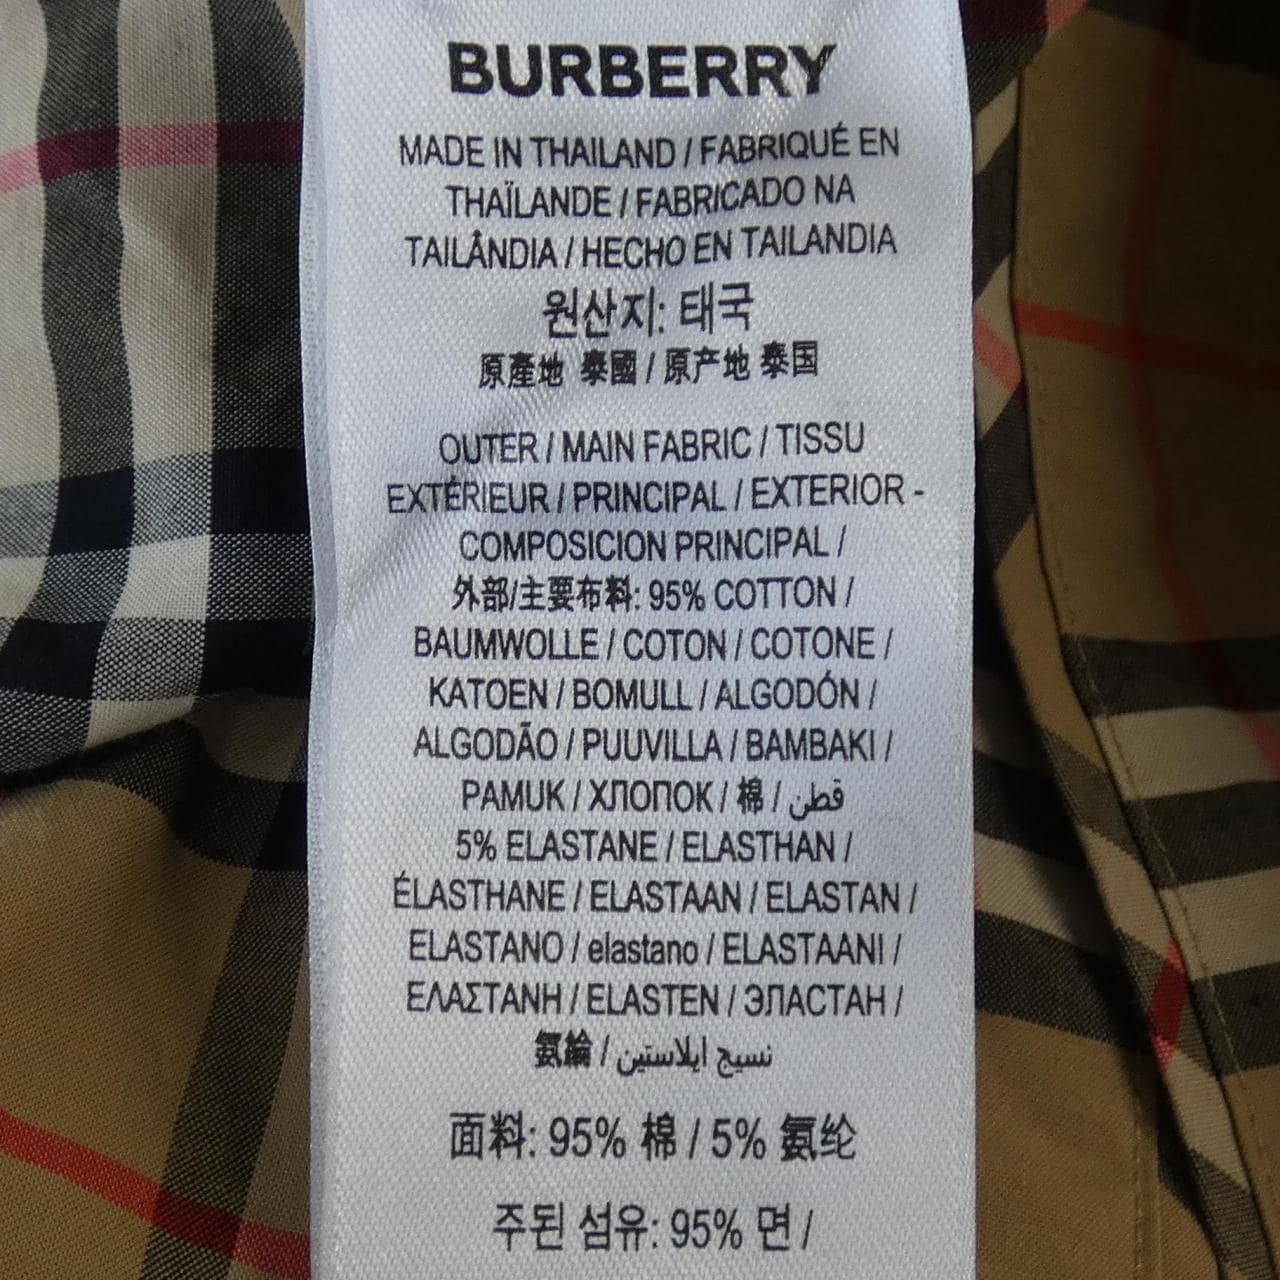 BURBERRY
MADE IN THAILAND / FABRIQUÉ EN
THAÏLANDE / FABRICADO NA
TAILÂNDIA / HECHO EN TAILANDIA
원산지: 태국
原產地 泰國 / 原产地 泰国
OUTER / MAIN FABRIC / TISSU
EXTÉRIEUR / PRINCIPAL / EXTERIOR -
COMPOSICION PRINCIPAL /
外部/主要布料: 95% COTTON /
BAUMWOLLE / COTON / COTONE /
KATOEN / BOMULL / ALGODÓN /
ALGODÃO / PUUVILLA / BAMBAKI /
PAMUK / ХЛОПОК / 棉 / قطن
5% ELASTANE / ELASTHAN /
ÉLASTHANE / ELASTAAN / ELASTAN /
ELASTANO / elastano / ELASTAANI /
ΕΛΑΣΤΑΝΗ / ELASTEN / ЭЛАСТАН /
氨綸 / نسيج ايلاستين
面料: 95% 棉 / 5% 氨纶
주된 섬유: 95% 면 /